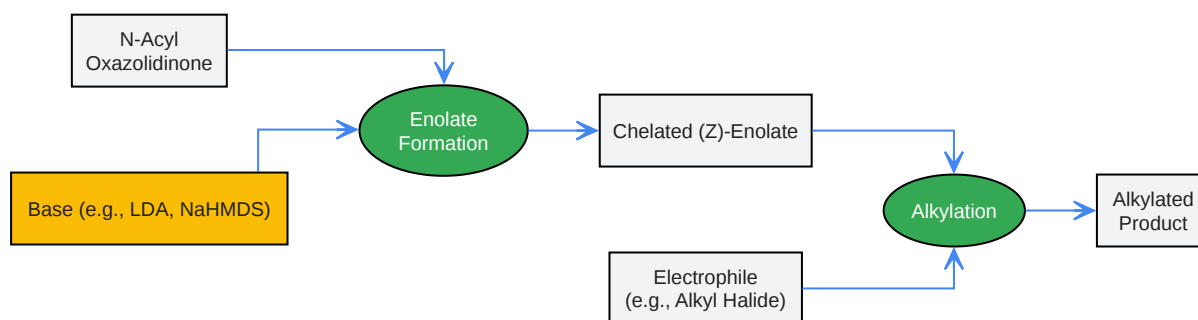 N-Acyl
Oxazolidinone
Enolate
Formation
Chelated (Z)-Enolate
Base (e.g., LDA, NaHMDS)
Alkylation
Alkylated
Product
Electrophile
(e.g., Alkyl Halide)